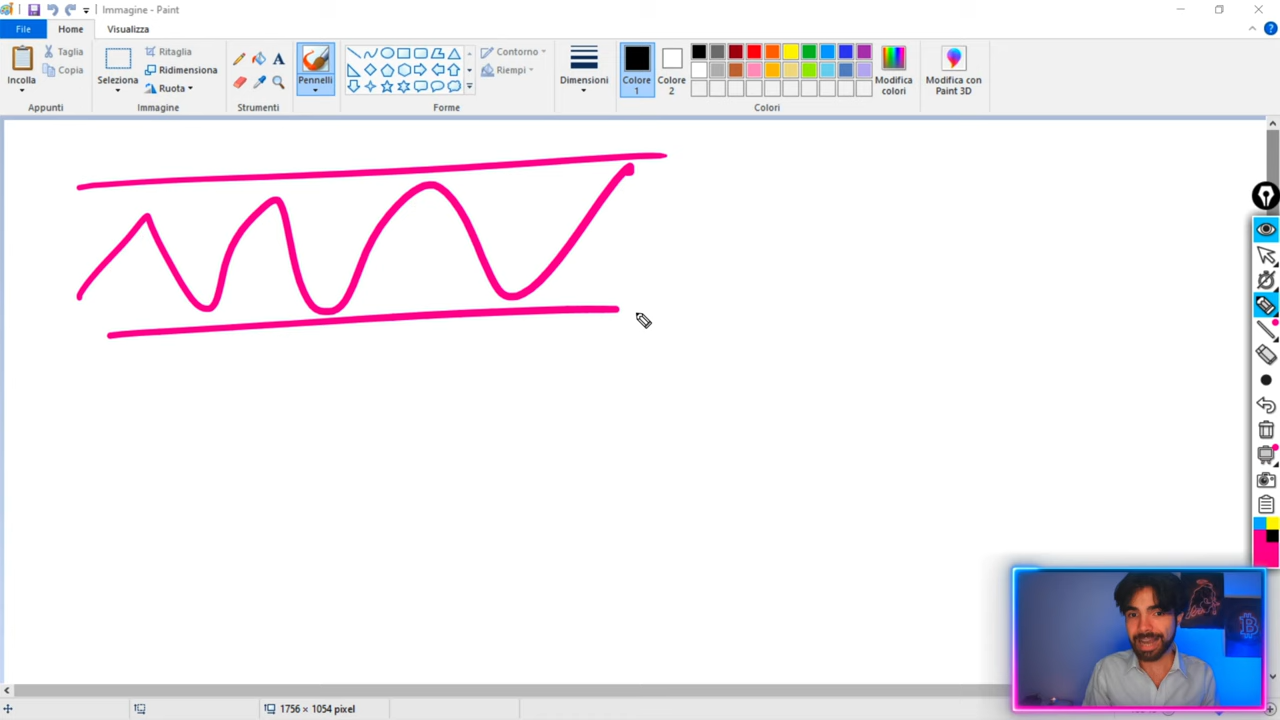 Immagine - Paint
File Home Visualizza
Incolla
Taglia
Copia
Appunti
Seleziona
Ritaglia
Ridimensiona
Ruota
Immagine
A
Strumenti
Pennelli
Contorno
Riempi
Forme
Dimensioni
Colore
1
Colore
2
Modifica
colori
Colori
Modifica con
Paint 3D
1756 × 1054 pixel